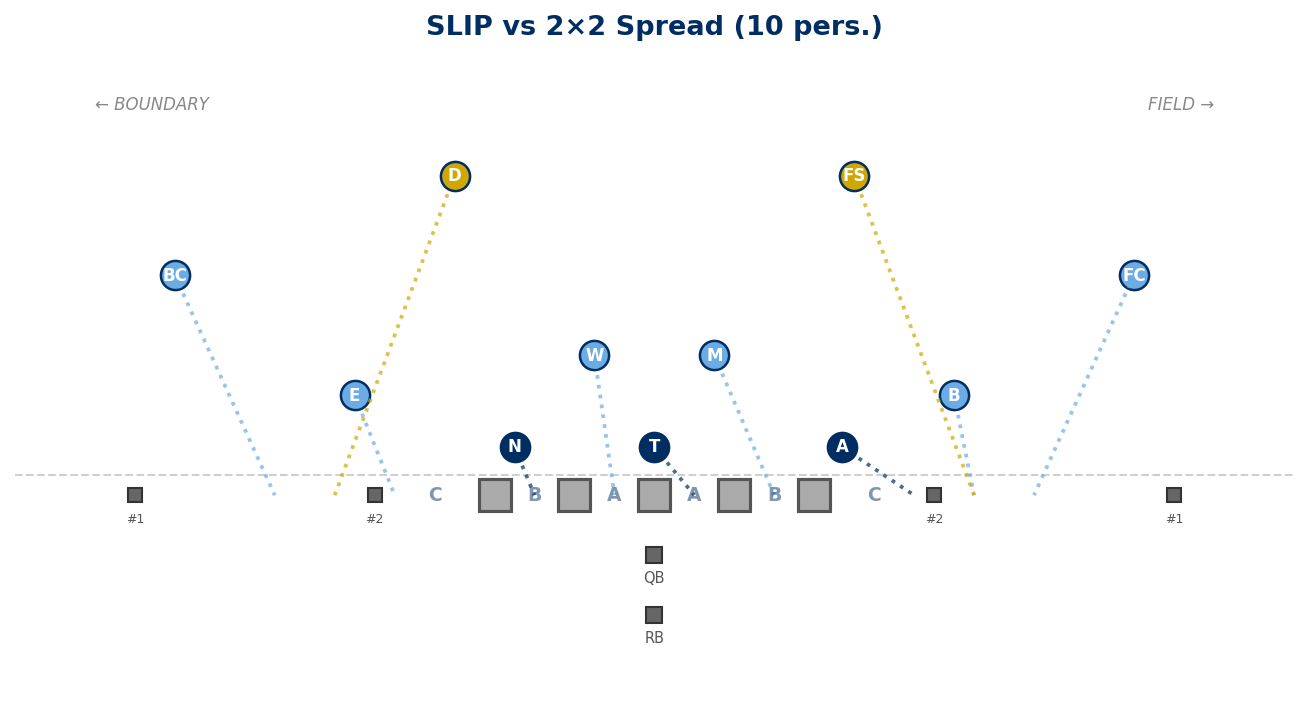 SLIP vs 2×2 Spread (10 pers.)
← BOUNDARY
FIELD →
D
FS
BC
FC
W
M
E
B
N
T
A
C
B
A
A
B
C
#1
#2
#2
#1
QB
RB